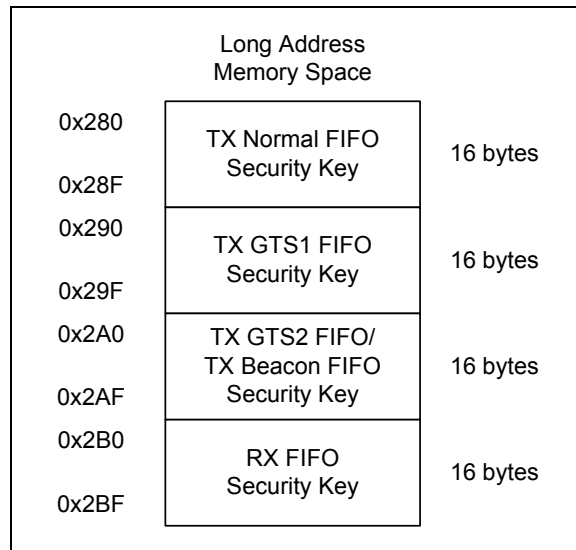 Long Address
Memory Space
0x280
TX Normal FIFO
Security Key
16 bytes
0x28F
0x290
TX GTS1 FIFO
Security Key
16 bytes
0x29F
0x2A0
TX GTS2 FIFO/
TX Beacon FIFO
Security Key
16 bytes
0x2AF
0x2B0
RX FIFO
Security Key
16 bytes
0x2BF